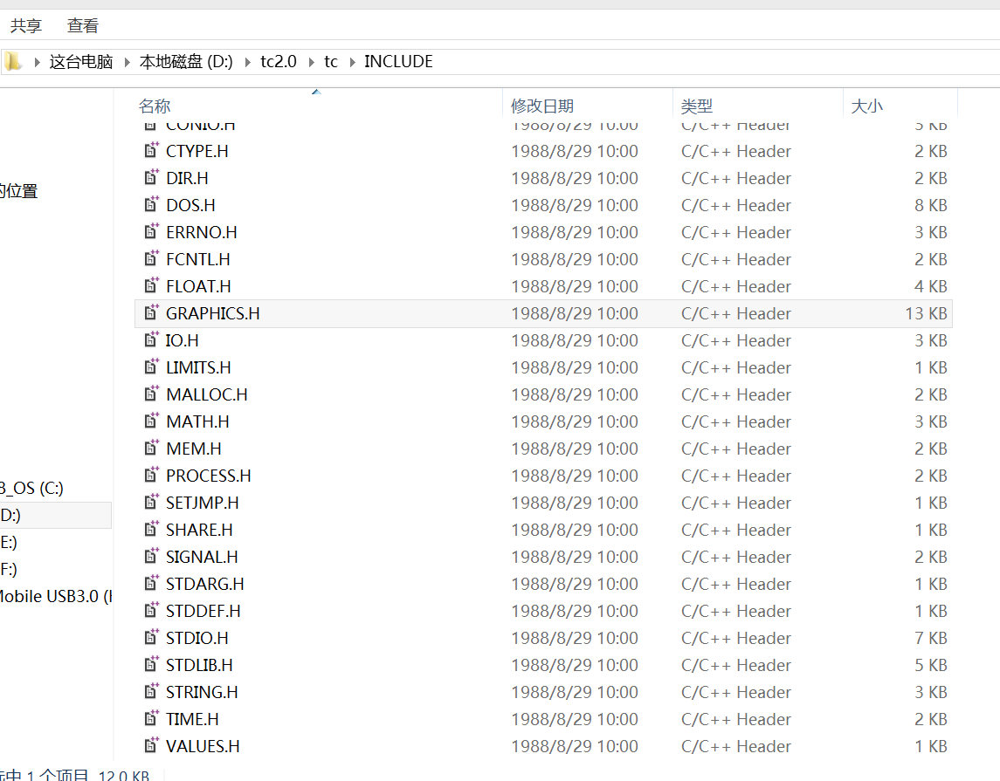 共享 查看
这台电脑 本地磁盘 (D:) tc2.0 tc INCLUDE
名称 修改日期 类型 大小
CONIO.H 1988/8/29 10:00 C/C++ Header 3 KB
CTYPE.H 1988/8/29 10:00 C/C++ Header 2 KB
DIR.H 1988/8/29 10:00 C/C++ Header 2 KB
的位置
DOS.H 1988/8/29 10:00 C/C++ Header 8 KB
ERRNO.H 1988/8/29 10:00 C/C++ Header 3 KB
FCNTL.H 1988/8/29 10:00 C/C++ Header 2 KB
FLOAT.H 1988/8/29 10:00 C/C++ Header 4 KB
GRAPHICS.H 1988/8/29 10:00 C/C++ Header 13 KB
IO.H 1988/8/29 10:00 C/C++ Header 3 KB
LIMITS.H 1988/8/29 10:00 C/C++ Header 1 KB
MALLOC.H 1988/8/29 10:00 C/C++ Header 2 KB
MATH.H 1988/8/29 10:00 C/C++ Header 3 KB
MEM.H 1988/8/29 10:00 C/C++ Header 2 KB
PROCESS.H 1988/8/29 10:00 C/C++ Header 2 KB
8_OS (C:)
SETJMP.H 1988/8/29 10:00 C/C++ Header 1 KB
D:)
SHARE.H 1988/8/29 10:00 C/C++ Header 1 KB
E:)
SIGNAL.H 1988/8/29 10:00 C/C++ Header 2 KB
F:)
STDARG.H 1988/8/29 10:00 C/C++ Header 1 KB
Mobile USB3.0 (
STDDEF.H 1988/8/29 10:00 C/C++ Header 1 KB
STDIO.H 1988/8/29 10:00 C/C++ Header 7 KB
STDLIB.H 1988/8/29 10:00 C/C++ Header 5 KB
STRING.H 1988/8/29 10:00 C/C++ Header 3 KB
TIME.H 1988/8/29 10:00 C/C++ Header 2 KB
VALUES.H 1988/8/29 10:00 C/C++ Header 1 KB
选中 1 个项目 12.0 KB